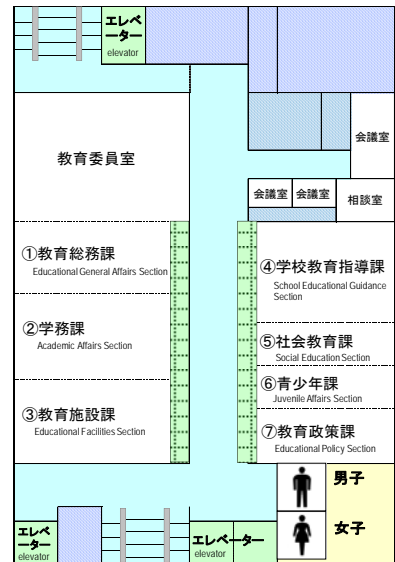 エレベ
ーター
elevator
会議室
教育委員室
会議室
会議室
相談室
①教育総務課
Educational General Affairs Section
②学務課
Academic Affairs Section
③教育施設課
Educational Facilities Section
④学校教育指導課
School Educational Guidance
Section
⑤社会教育課
Social Education Section
⑥青少年課
Juvenile Affairs Section
⑦教育政策課
Educational Policy Section
男子
女子
エレベ
ーター
elevator
エレベーター
elevator